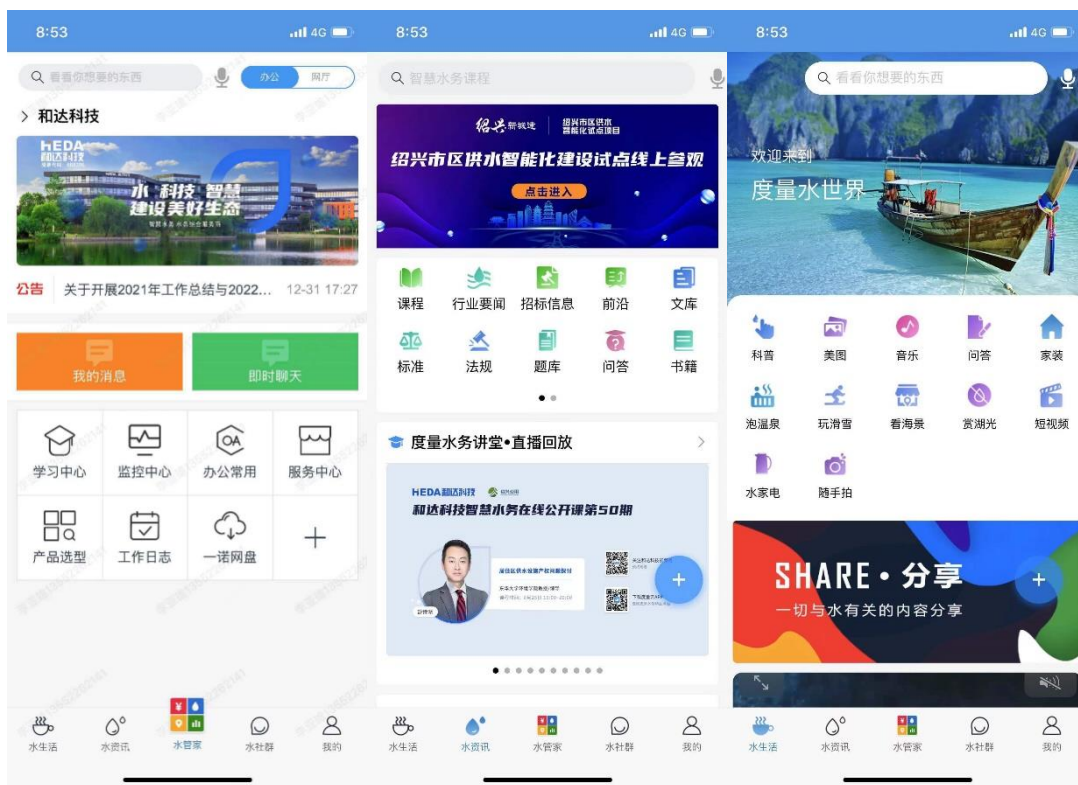 8:53
4G
看看你想要的东西
办公
网厅
和达科技
HEDA
和达科技
水 科技 智慧
建设美好生态
公告
关于开展2021年工作总结与2022...
12-31 17:27
我的消息
即时聊天
学习中心
监控中心
办公常用
服务中心
OA
产品选型
工作日志
一诺网盘
水生活
水资讯
水管家
水社群
我的
8:53
4G
智慧水务课程
绍兴市区供水
智能化试点项目
绍兴市区供水智能化建设试点线上参观
点击进入
课程
行业要闻
招标信息
前沿
文库
标准
法规
题库
问答
书籍
度量水务讲堂•直播回放
HEDA和达科技
和达科技智慧水务在线公开课第50期
水生活
水资讯
水管家
水社群
我的
8:53
4G
看看你想要的东西
欢迎来到
度量水世界
科普
美图
音乐
问答
家装
泡温泉
玩滑雪
看海景
赏湖光
短视频
水家电
随手拍
SHARE•分享
一切与水有关的内容分享
水生活
水资讯
水管家
水社群
我的